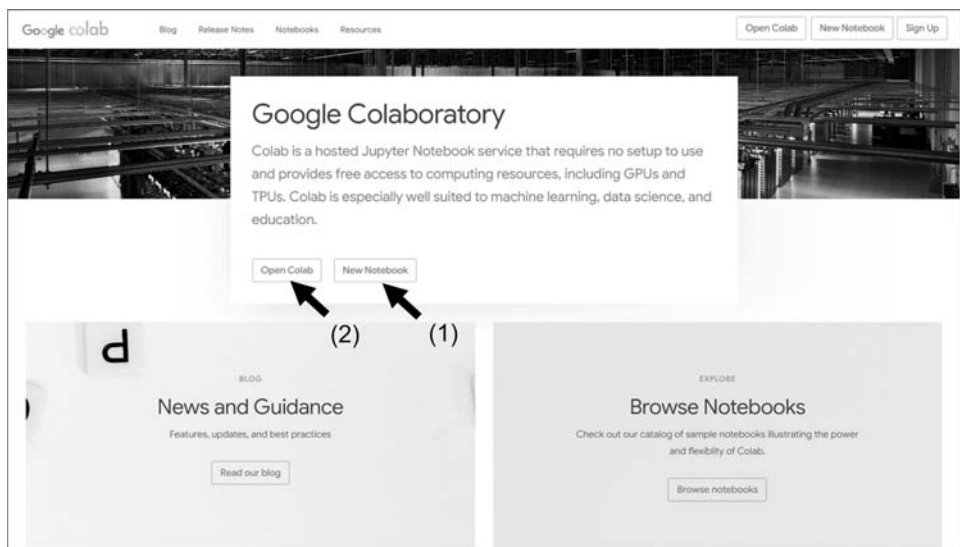 Google colab Blog Release Notes Notebooks Resources Open Colab New Notebook Sign Up
Google Colaboratory
Colab is a hosted Jupyter Notebook service that requires no setup to use
and provides free access to computing resources, including GPUs and
TPUs. Colab is especially well suited to machine learning, data science, and
education.
Open Colab New Notebook
(2) (1)
d
BLOG
News and Guidance
Features, updates, and best practices
Read our blog
EXPLORE
Browse Notebooks
Check out our catalog of sample notebooks illustrating the power
and flexiblity of Colab.
Browse notebooks